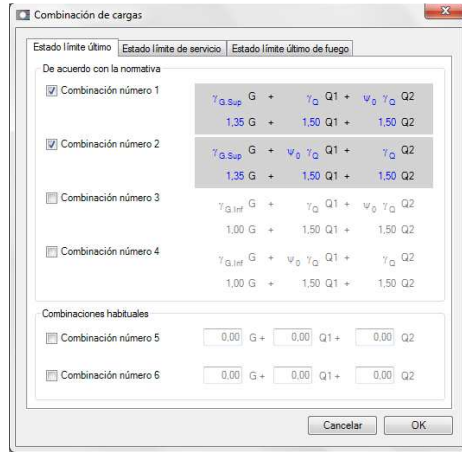 Combinación de cargas
Estado límite último Estado límite de servicio Estado límite último de fuego
De acuerdo con la normativa
Combinación número 1 γG.Sup G + γQ Q1 + Ψ0 γQ Q2
1,35 G + 1,50 Q1 + 1,50 Q2
Combinación número 2 γG.Sup G + Ψ0 γQ Q1 + γQ Q2
1,35 G + 1,50 Q1 + 1,50 Q2
Combinación número 3 γG.Inf G + γQ Q1 + Ψ0 γQ Q2
1,00 G + 1,50 Q1 + 1,50 Q2
Combinación número 4 γG.Inf G + Ψ0 γQ Q1 + γQ Q2
1,00 G + 1,50 Q1 + 1,50 Q2
Combinaciones habituales
Combinación número 5 0,00 G + 0,00 Q1 + 0,00 Q2
Combinación número 6 0,00 G + 0,00 Q1 + 0,00 Q2
Cancelar OK